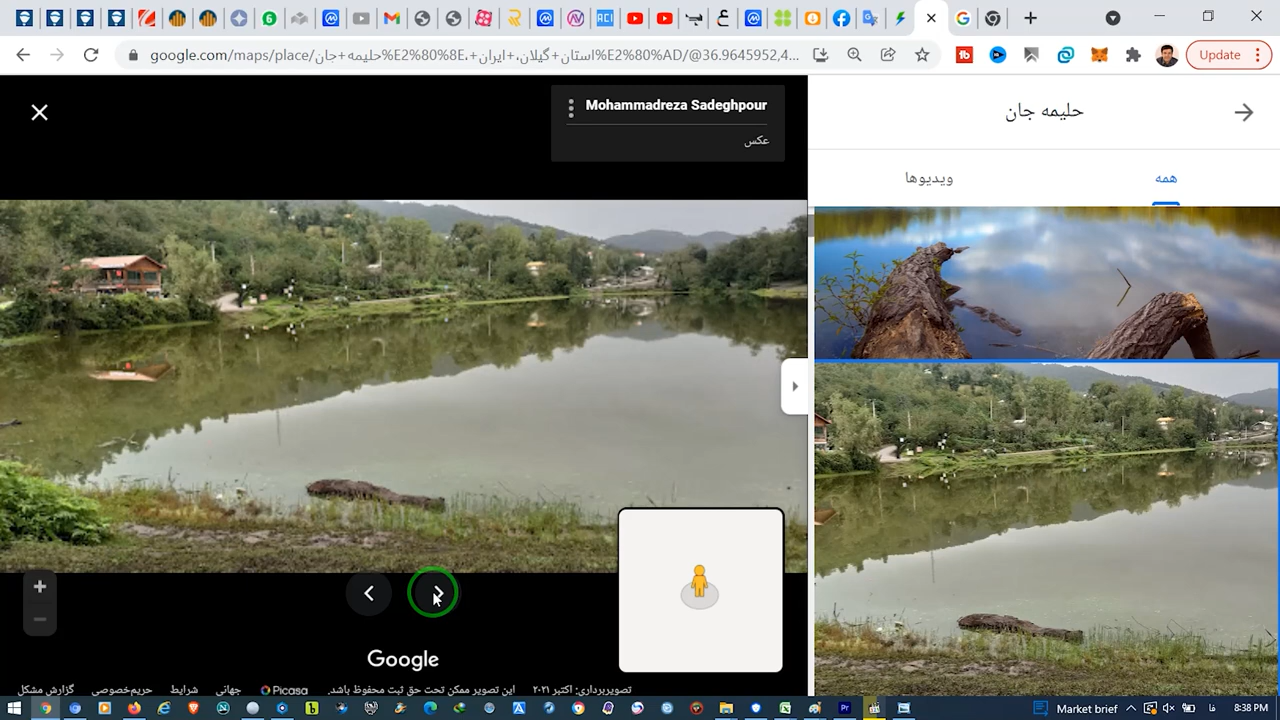 Update
google.com/maps/place/حلیمه+جان%E2%80%8E,+استان+گیلان,+ایران%E2%80%AD/@36.9645952,4...
Mohammadreza Sadeghpour
عکس
حلیمه جان
همه
ویدیوها
Google
تصویربرداری: اکتبر ۲۰۲۱ این تصویر ممکن تحت حق ثبت محفوظ باشد. Picasa جهانی شرایط حریم‌خصوصی گزارش مشکل
Market brief
8:38 PM